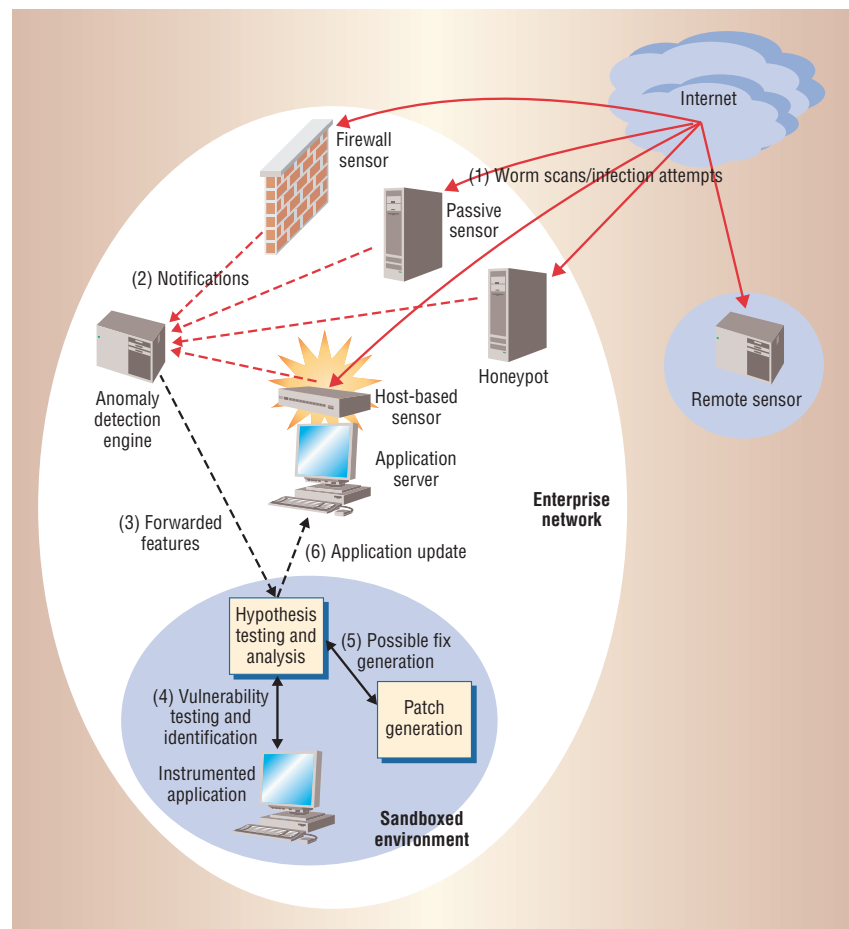 Internet
Firewall
sensor
(1) Worm scans/infection attempts
Passive
sensor
(2) Notifications
Honeypot
Remote sensor
Anomaly
detection
engine
Host-based
sensor
Application
server
Enterprise
network
(3) Forwarded
features
(6) Application update
Hypothesis
testing and
analysis
(5) Possible fix
generation
(4) Vulnerability
testing and
identification
Patch
generation
Instrumented
application
Sandboxed
environment